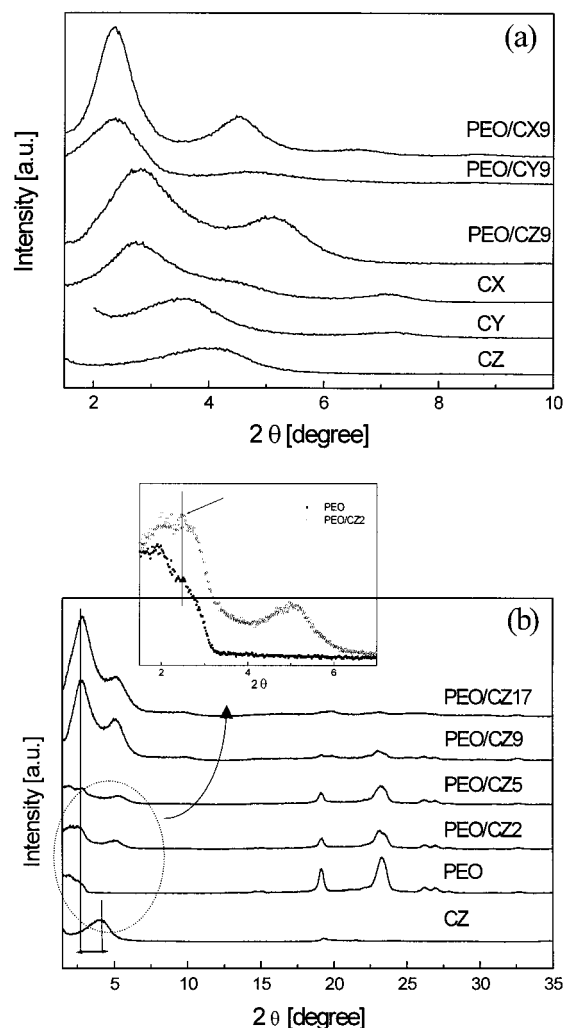 (a)
PEO/CX9
PEO/CY9
PEO/CZ9
CX
CY
CZ
Intensity [a.u.]
2 4 6 8 10
2 θ [degree]
PEO
PEO/CZ2
2 4 6
2 θ
(b)
PEO/CZ17
PEO/CZ9
PEO/CZ5
PEO/CZ2
PEO
CZ
Intensity [a.u.]
5 10 15 20 25 30 35
2 θ [degree]